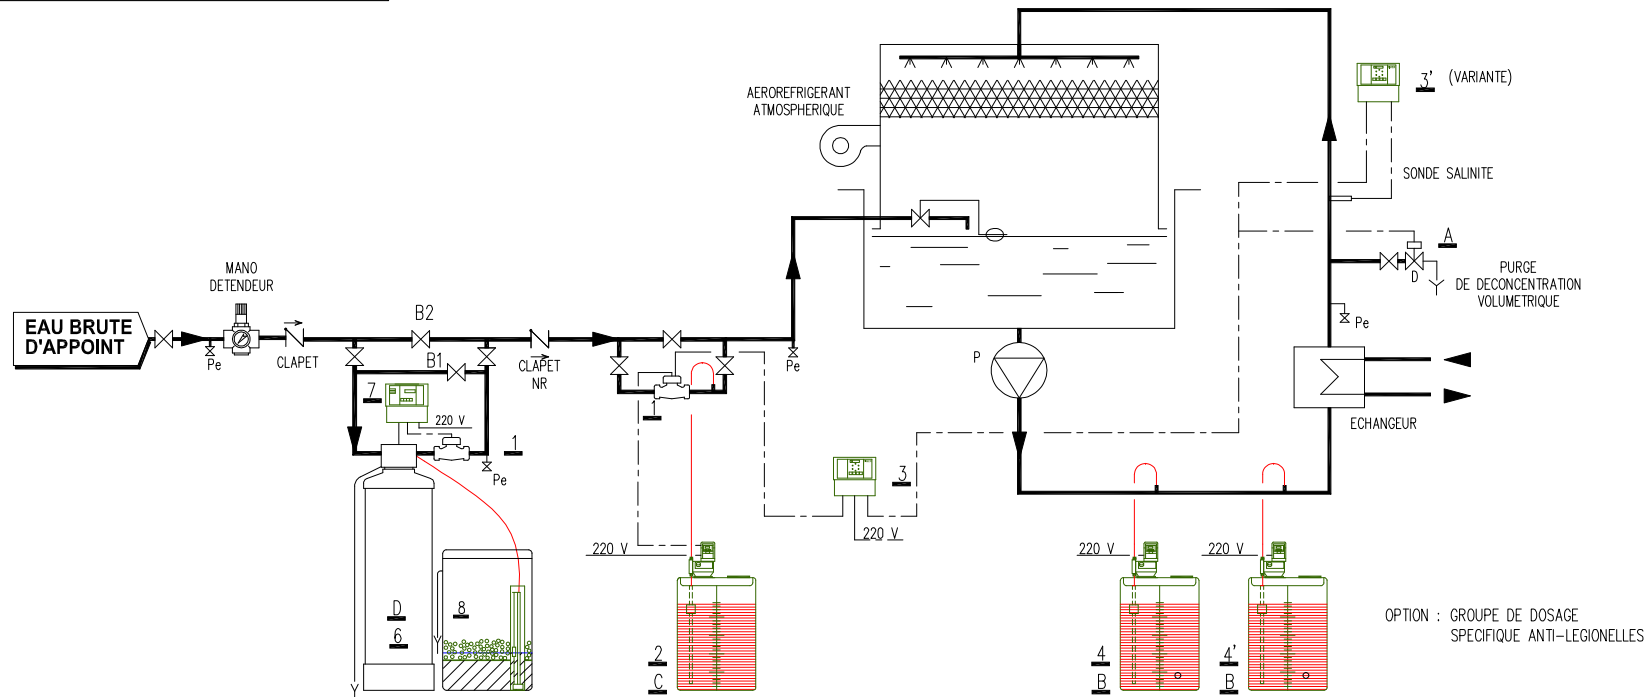 AEROREFRIGERANT
ATMOSPHERIQUE
3' (VARIANTE)
SONDE SALINITE
A
D
PURGE
DE DECONCENTRATION
VOLUMETRIQUE
MANO
DETENDEUR
EAU BRUTE
D'APPOINT
Pe
CLAPET
B2
B1
CLAPET
NR
Pe
P
Pe
ECHANGEUR
7
220 V
1
1
Pe
3
220 V
220 V
220 V
220 V
D
6
8
2
C
4
B
4'
B
OPTION : GROUPE DE DOSAGE
SPECIFIQUE ANTI-LEGIONELLES